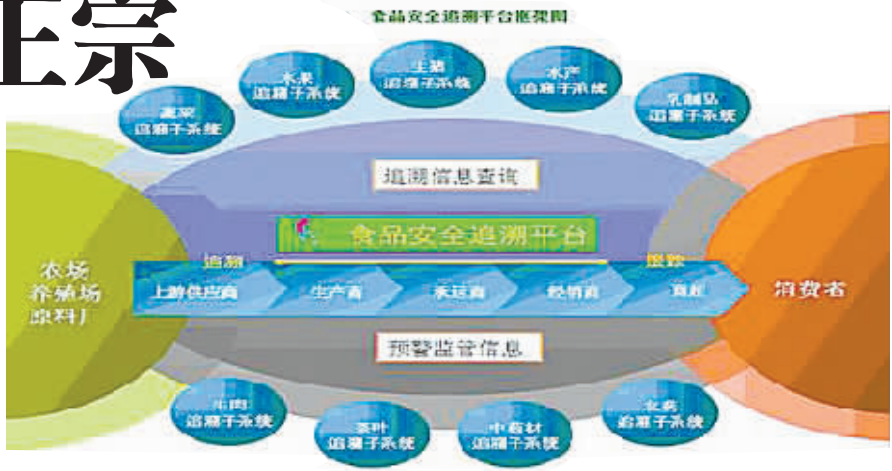 正宗
食品安全追溯平台框架图
生猪
追溯子系统
水果
追溯子系统
水产
追溯子系统
蔬菜
追溯子系统
乳制品
追溯子系统
追溯信息查询
食品安全追溯平台
追溯
跟踪
农场
养殖场
原料厂
上游供应商
生产商
承运商
经销商
消费者
预警监管信息
牛肉
追溯子系统
茶叶
追溯子系统
中药材
追溯子系统
追溯子系统